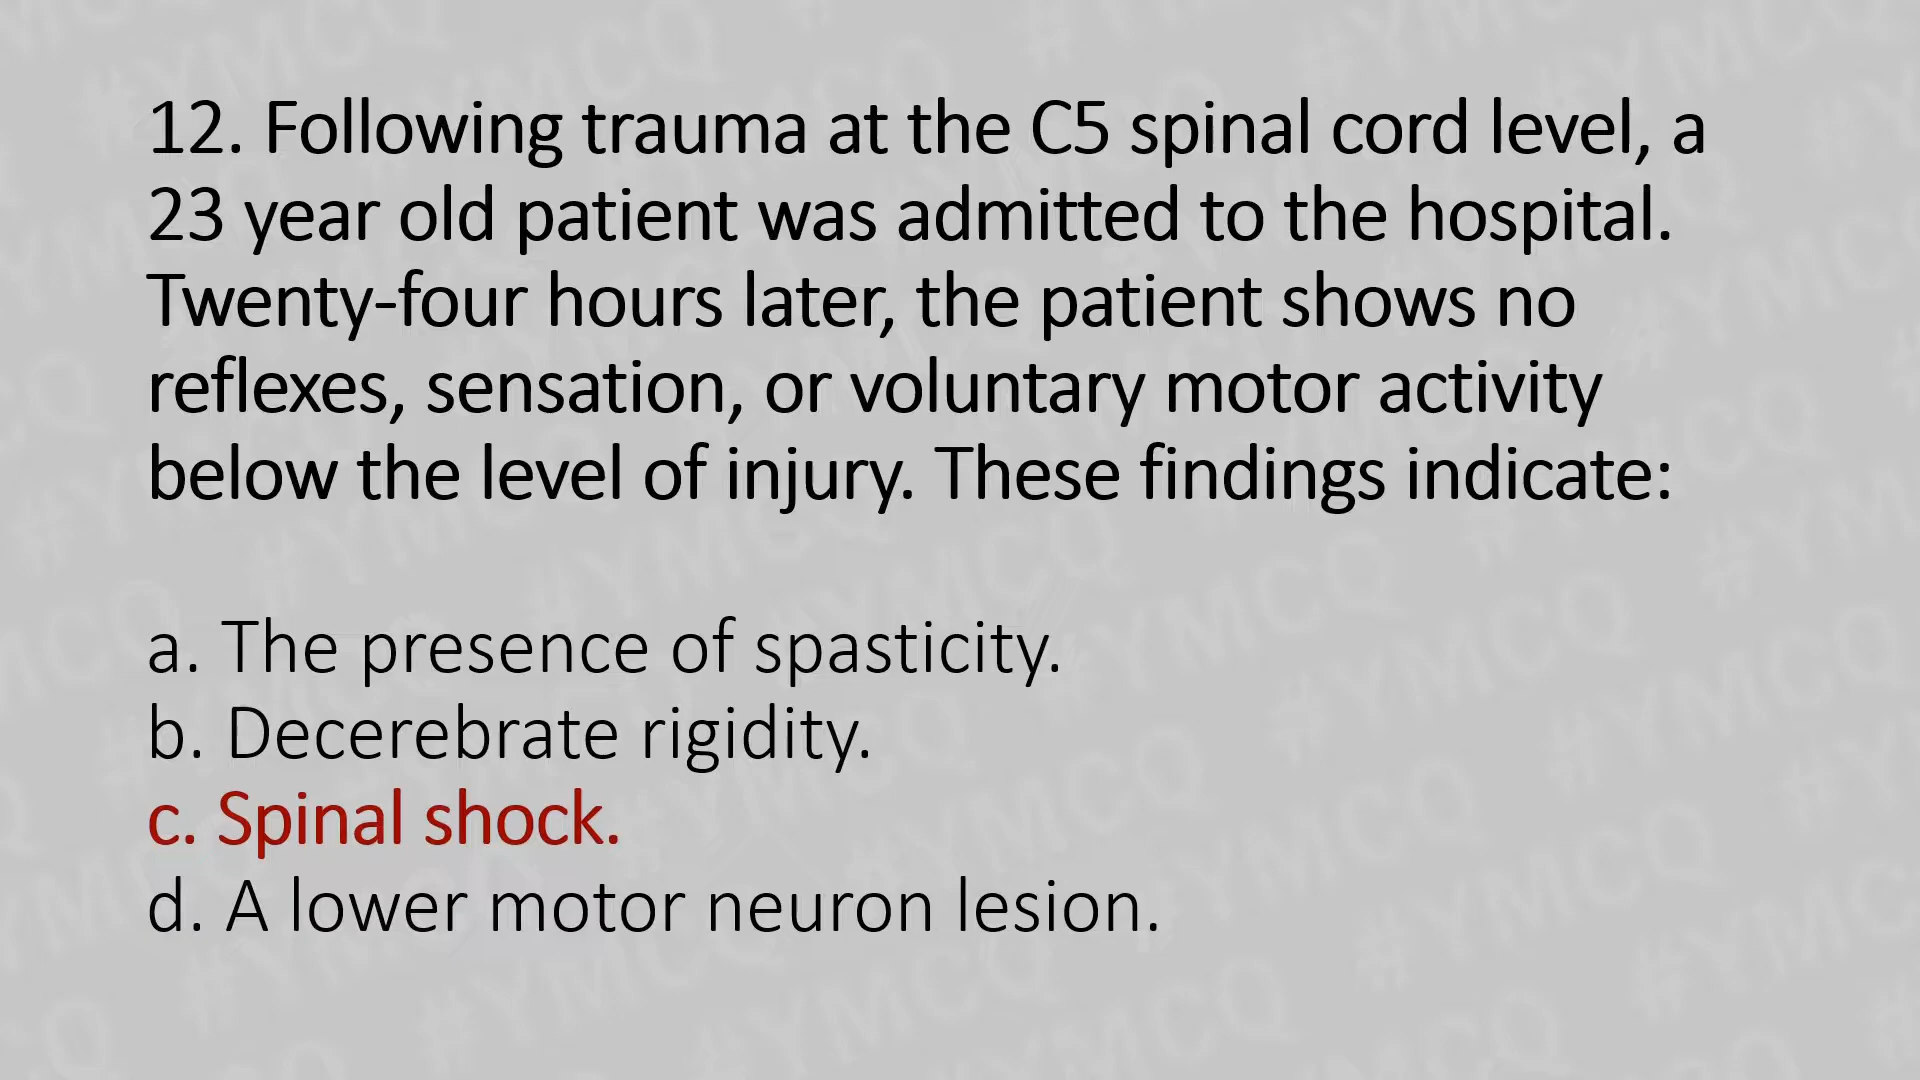 12. Following trauma at the C5 spinal cord level, a
23 year old patient was admitted to the hospital.
Twenty-four hours later, the patient shows no
reflexes, sensation, or voluntary motor activity
below the level of injury. These findings indicate:
a. The presence of spasticity.
b. Decerebrate rigidity.
c. Spinal shock.
d. A lower motor neuron lesion.
#YMCQ